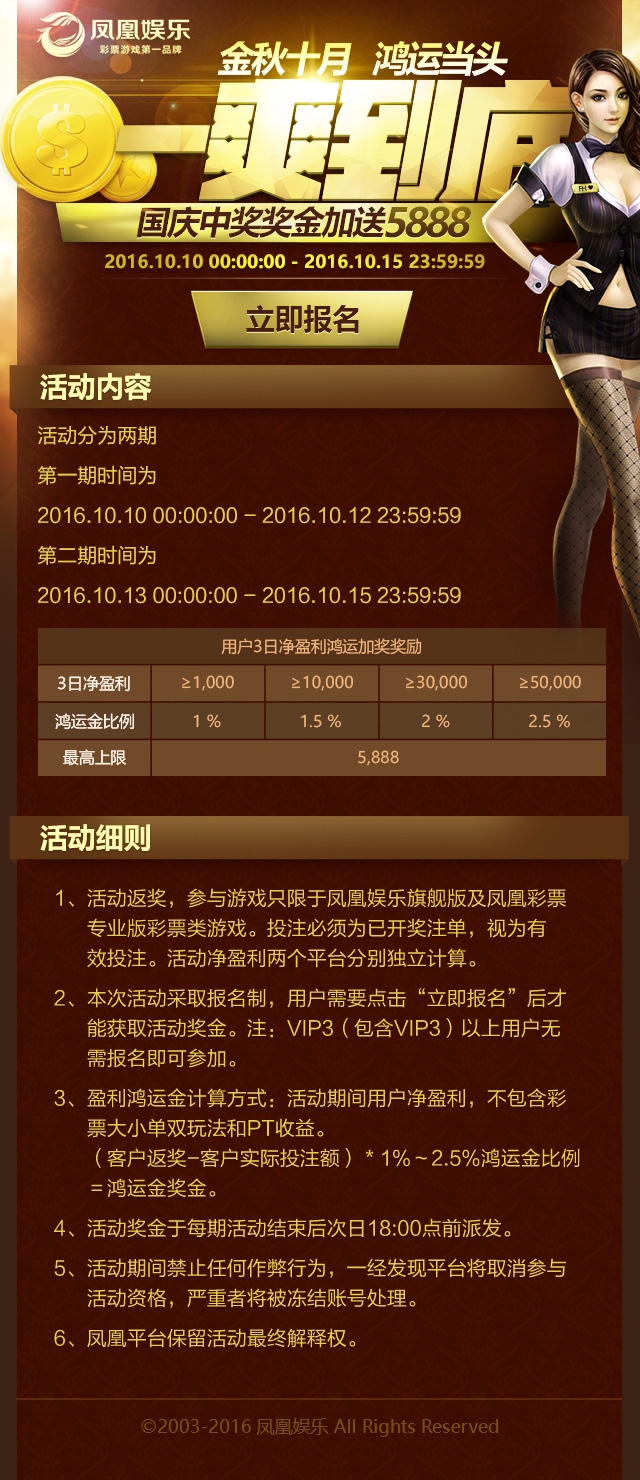 凤凰娱乐
彩票游戏第一品牌
金秋十月 鸿运当头
一爽到底
国庆中奖奖金加送5888
2016.10.10 00:00:00 - 2016.10.15 23:59:59
FH♥
立即报名
活动内容
活动分为两期
第一期时间为
2016.10.10 00:00:00 – 2016.10.12 23:59:59
第二期时间为
2016.10.13 00:00:00 – 2016.10.15 23:59:59
用户3日净盈利鸿运加奖奖励
3日净盈利 ≥1,000 ≥10,000 ≥30,000 ≥50,000
鸿运金比例 1 % 1.5 % 2 % 2.5 %
最高上限 5,888
活动细则
1、活动返奖，参与游戏只限于凤凰娱乐旗舰版及凤凰彩票
专业版彩票类游戏。投注必须为已开奖注单，视为有
效投注。活动净盈利两个平台分别独立计算。
2、本次活动采取报名制，用户需要点击“立即报名”后才
能获取活动奖金。注：VIP3（包含VIP3）以上用户无
需报名即可参加。
3、盈利鸿运金计算方式：活动期间用户净盈利，不包含彩
票大小单双玩法和PT收益。
（客户返奖–客户实际投注额）* 1%～2.5%鸿运金比例
＝鸿运金奖金。
4、活动奖金于每期活动结束后次日18:00点前派发。
5、活动期间禁止任何作弊行为，一经发现平台将取消参与
活动资格，严重者将被冻结账号处理。
6、凤凰平台保留活动最终解释权。
©2003-2016 凤凰娱乐 All Rights Reserved